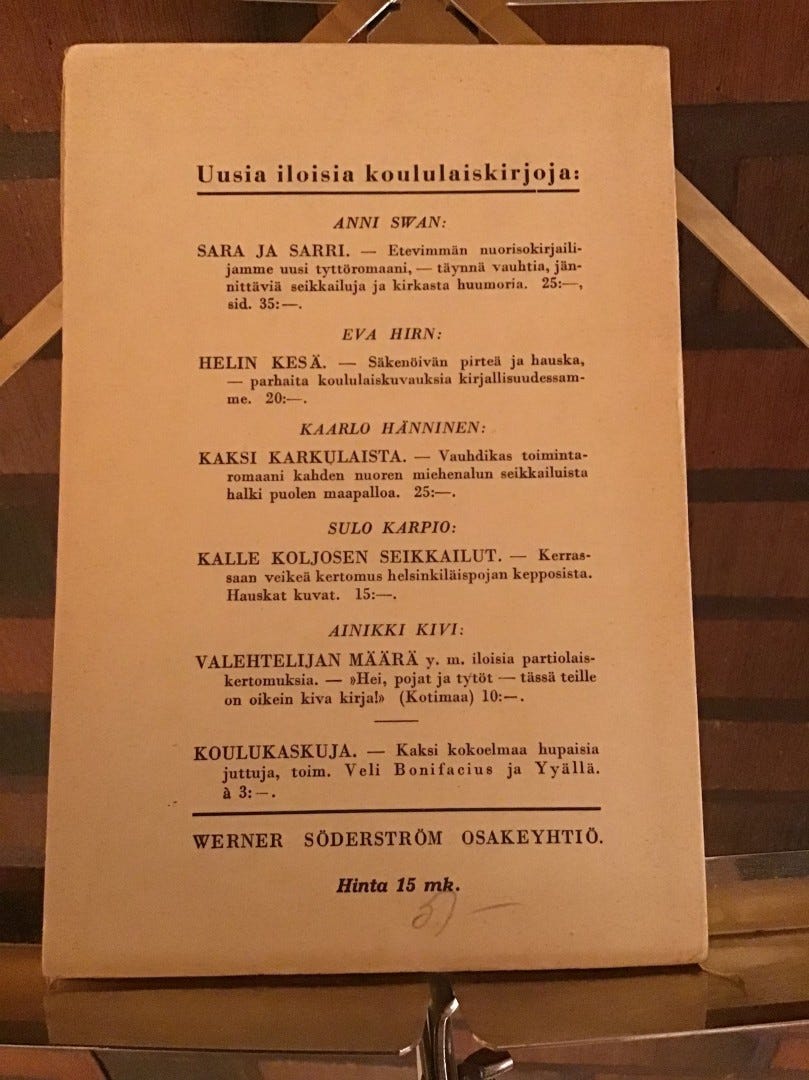 Uusia iloisia koululaiskirjoja:
ANNI SWAN:
SARA JA SARRI. — Etevimmän nuorisokirjaili-
jamme uusi tyttöromaani, — täynnä vauhtia, jän-
nittäviä seikkailuja ja kirkasta huumoria. 25:—,
sid. 35:—.
EVA HIRN:
HELIN KESÄ. — Säkenöivän pirteä ja hauska,
— parhaita koululaiskuvauksia kirjallisuudessam-
me. 20:—.
KAARLO HÄNNINEN:
KAKSI KARKULAISTA. — Vauhdikas toiminta-
romaani kahden nuoren miehenalun seikkailuista
halki puolen maapalloa. 25:—.
SULO KARPIO:
KALLE KOLJOSEN SEIKKAILUT. — Kerras-
saan veikeä kertomus helsinkiläispojan kepposista.
Hauskat kuvat. 15:—.
AINIKKI KIVI:
VALEHTELIJAN MÄÄRÄ y. m. iloisia partiolais-
kertomuksia. — »Hei, pojat ja tytöt — tässä teille
on oikein kiva kirja!» (Kotimaa) 10:—.
KOULUKASKUJA. — Kaksi kokoelmaa hupaisia
juttuja, toim. Veli Bonifacius ja Yyällä.
à 3:—.
WERNER SÖDERSTRÖM OSAKEYHTIÖ.
Hinta 15 mk.